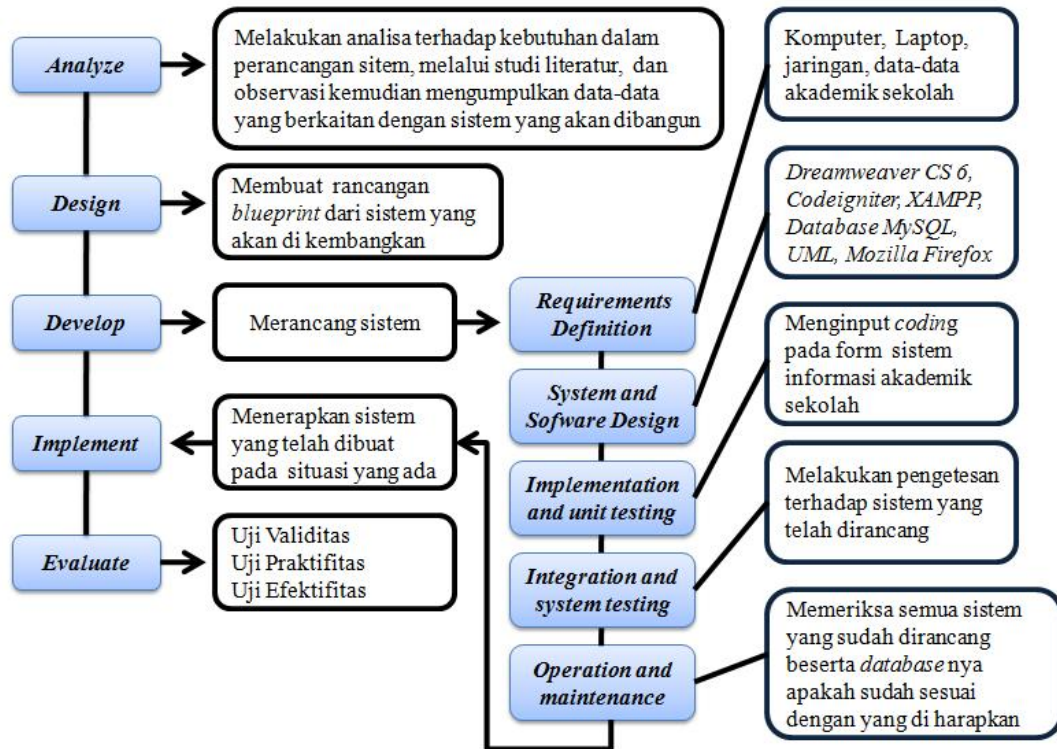 Analyze
Melakukan analisa terhadap kebutuhan dalam
perancangan sitem, melalui studi literatur, dan
observasi kemudian mengumpulkan data-data
yang berkaitan dengan sistem yang akan dibangun
Komputer, Laptop,
jaringan, data-data
akademik sekolah
Design
Membuat rancangan
blueprint dari sistem yang
akan di kembangkan
Dreamweaver CS 6,
Codeigniter, XAMPP,
Database MySQL,
UML, Mozilla Firefox
Develop
Merancang sistem
Requirements
Definition
System and
Sofware Design
Menginput coding
pada form sistem
informasi akademik
sekolah
Implement
Menerapkan sistem
yang telah dibuat
pada situasi yang ada
Implementation
and unit testing
Melakukan pengetesan
terhadap sistem yang
telah dirancang
Evaluate
Uji Validitas
Uji Praktifitas
Uji Efektifitas
Integration and
system testing
Operation and
maintenance
Memeriksa semua sistem
yang sudah dirancang
beserta database nya
apakah sudah sesuai
dengan yang di harapkan